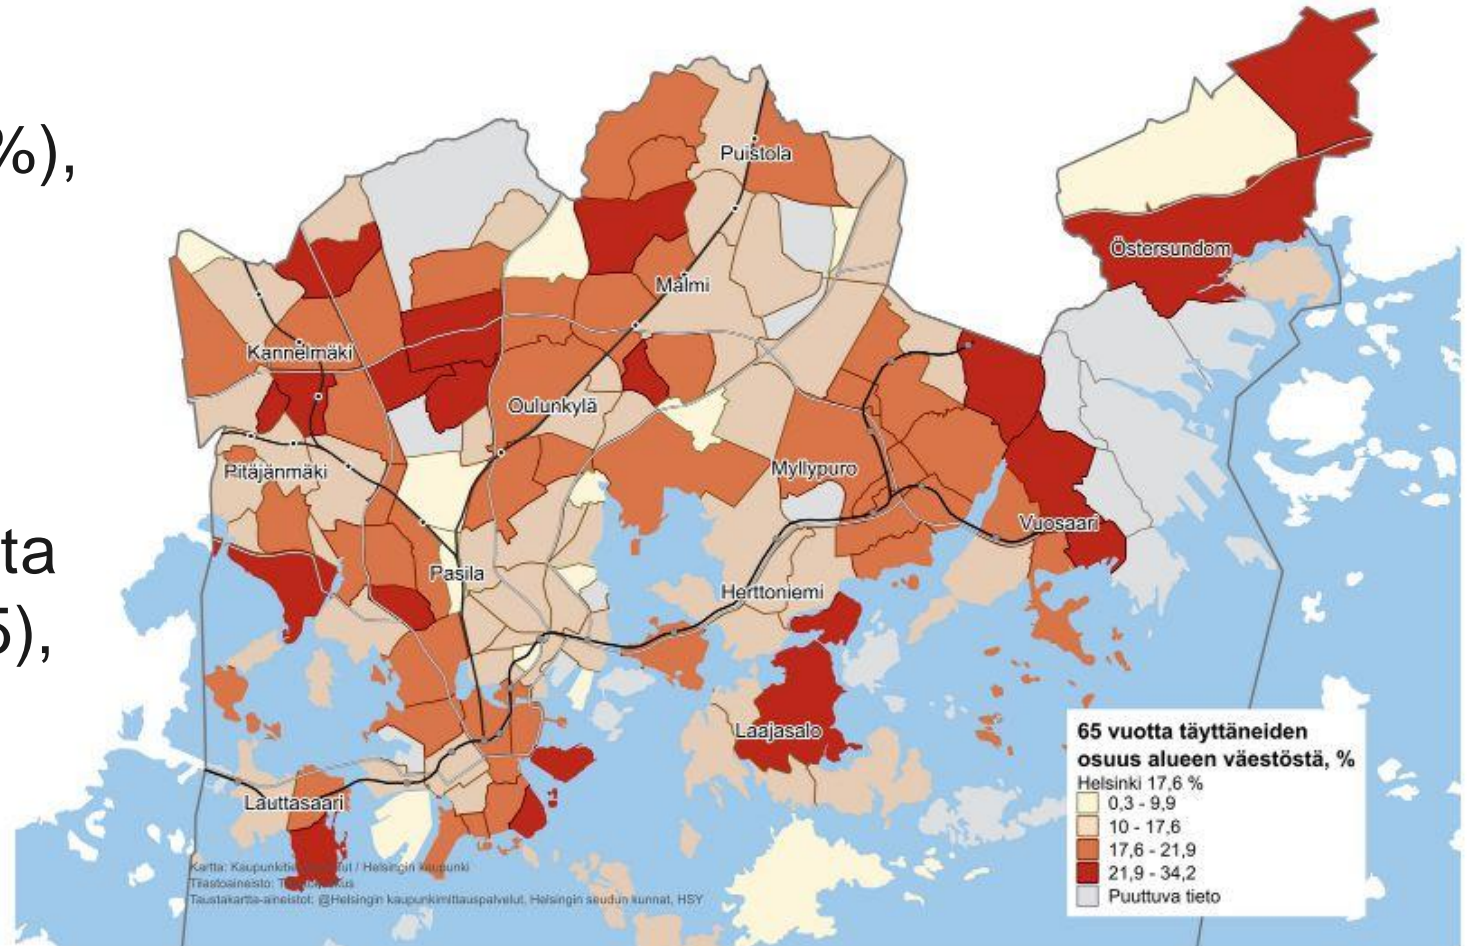 %),
ta
5),
Puistola
Östersundom
Malmi
Kannelmäki
Oulunkylä
Pitäjänmäki
Myllypuro
Vuosaari
Pasila
Herttoniemi
Laajasalo
Lauttasaari
65 vuotta täyttäneiden
osuus alueen väestöstä, %
Helsinki 17,6 %
0,3 - 9,9
10 - 17,6
17,6 - 21,9
21,9 - 34,2
Puuttuva tieto
Kartta: / Helsingin kaupunki
Tilastoaineisto:
Taustakartta-aineistot: @Helsingin kaupunkimittauspalvelut, Helsingin seudun kunnat, HSY